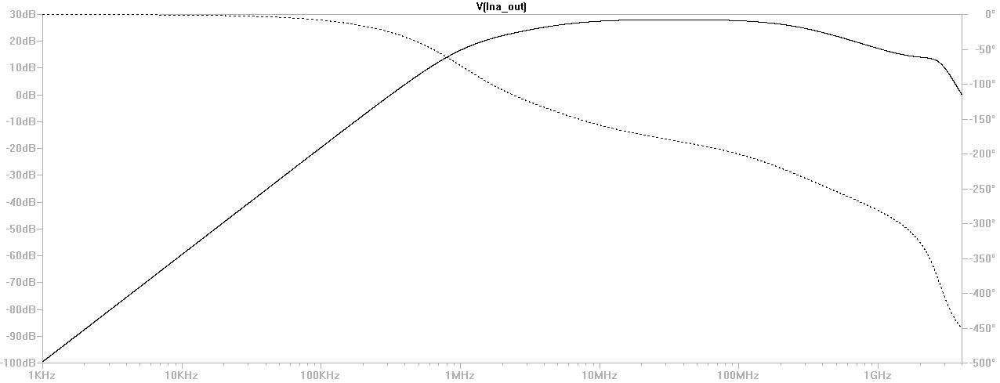 V(lna_out)
30dB
20dB
10dB
0dB
-10dB
-20dB
-30dB
-40dB
-50dB
-60dB
-70dB
-80dB
-90dB
-100dB
0°
-50°
-100°
-150°
-200°
-250°
-300°
-350°
-400°
-450°
-500°
1KHz 10KHz 100KHz 1MHz 10MHz 100MHz 1GHz